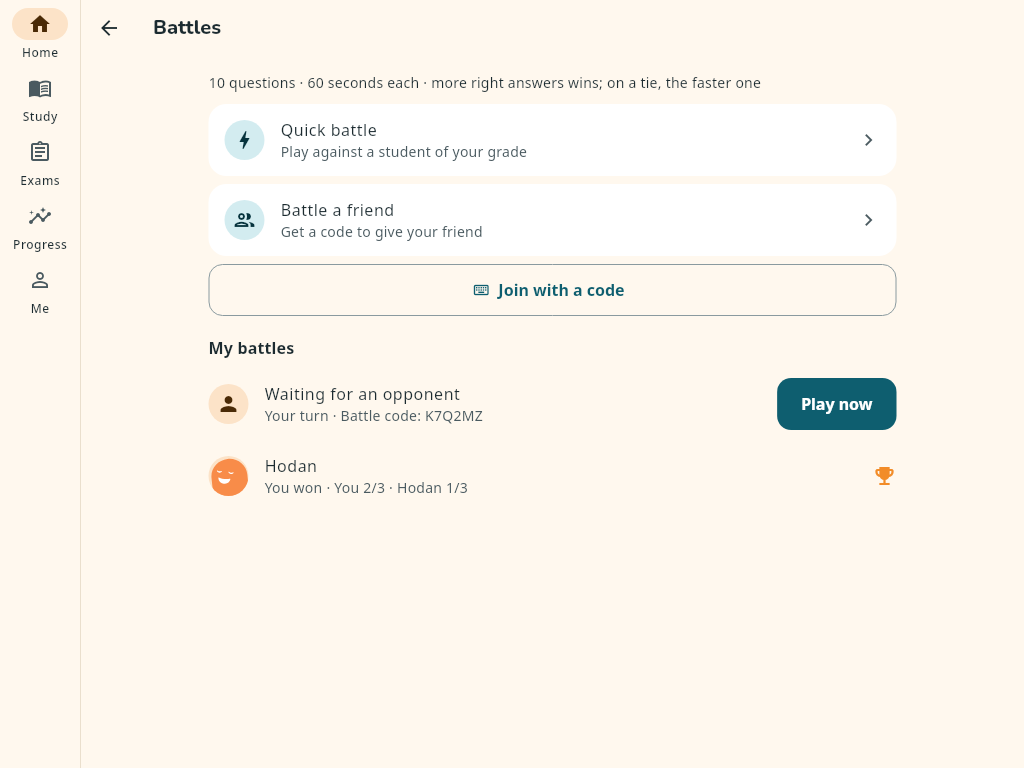 Battles
Home
Study
Exams
Progress
Me
10 questions · 60 seconds each · more right answers wins; on a tie, the faster one
Quick battle
Play against a student of your grade
Battle a friend
Get a code to give your friend
Join with a code
My battles
Waiting for an opponent
Your turn · Battle code: K7Q2MZ
Play now
Hodan
You won · You 2/3 · Hodan 1/3